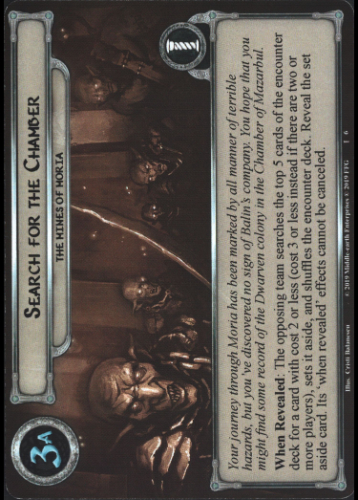 3A
SEARCH FOR THE CHAMBER
THE MINES OF MORIA
Your journey through Moria has been marked by all manner of terrible
hazards, but you've discovered no sign of Balin's company. You hope that you
might find some record of the Dwarven colony in the Chamber of Mazarbul.
When Revealed: The opposing team searches the top 5 cards of the encounter
deck for a card with cost 2 or less (cost 3 or less instead if there are two or
more players), sets it aside, and shuffles the encounter deck. Reveal the set
aside card. Its 'when revealed' effects cannot be canceled.
Illus. Cristi Balanescu © 2019 Middle-earth Enterprises © 2019 FFG 6